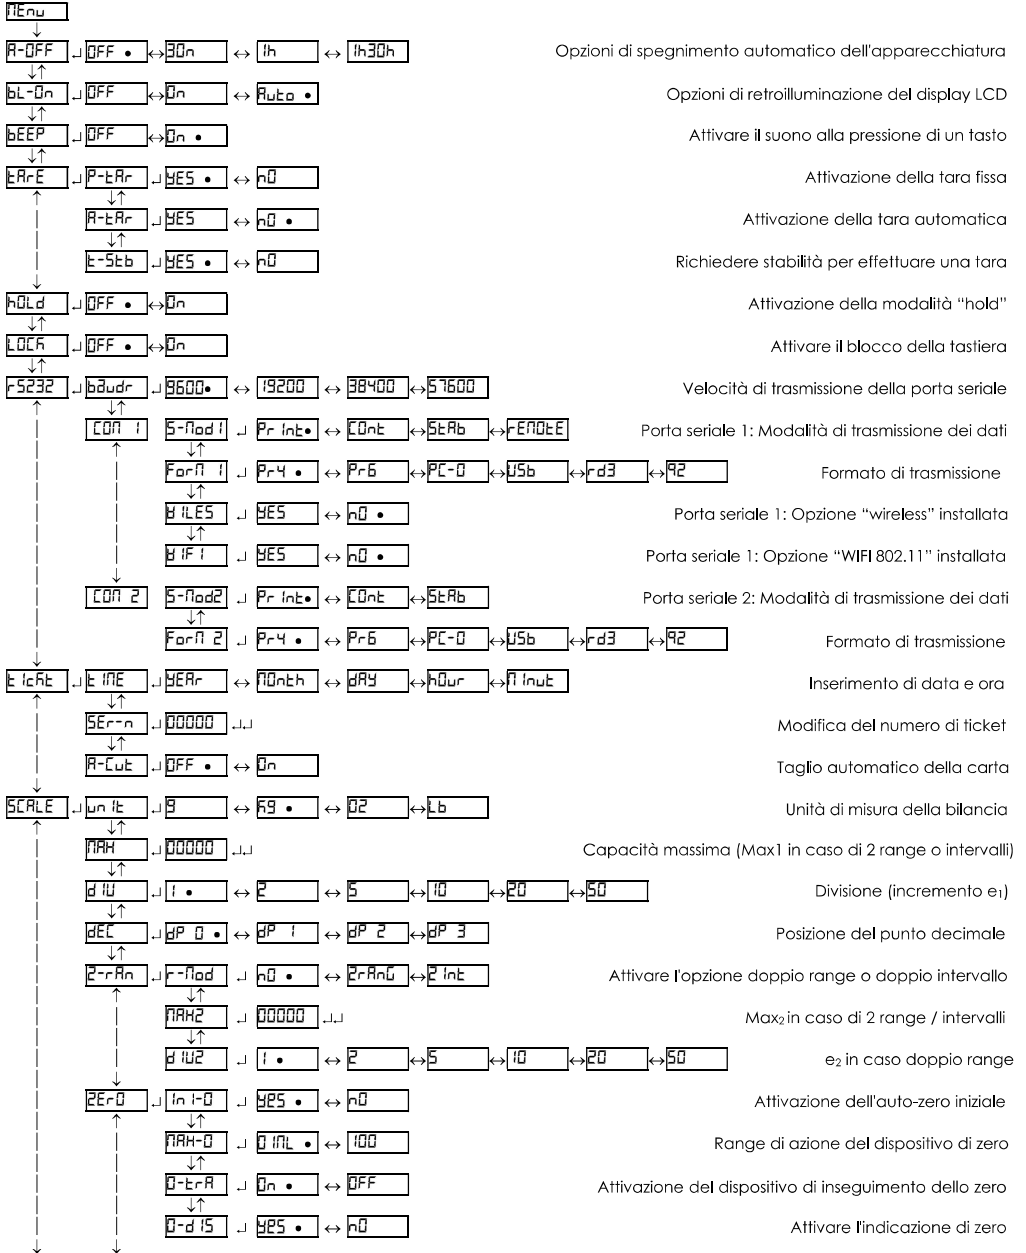 MEnu
↓
A-OFF ↵ OFF • ↔ 30n ↔ 1h ↔ 1h30h Opzioni di spegnimento automatico dell'apparecchiatura
↓↑
bL-On ↵ OFF ↔ On ↔ Auto • Opzioni di retroilluminazione del display LCD
↓↑
bEEP ↵ OFF ↔ On • Attivare il suono alla pressione di un tasto
↓↑
tArE ↵ P-tAr ↵ YES • ↔ nO Attivazione della tara fissa
↓↑
A-tAr ↵ YES ↔ nO • Attivazione della tara automatica
↓↑
t-Stb ↵ YES • ↔ nO Richiedere stabilità per effettuare una tara
hOLd ↵ OFF • ↔ On Attivazione della modalità “hold”
↓↑
LOCK ↵ OFF • ↔ On Attivare il blocco della tastiera
↓↑
rS232 ↵ bAudr ↵ 9600• ↔ 19200 ↔ 38400 ↔ 57600 Velocità di trasmissione della porta seriale
↓↑
COM 1 S-Mod1 ↵ PrInt• ↔ COnt ↔ StAb ↔ rEMOtE Porta seriale 1: Modalità di trasmissione dei dati
↓↑
ForM 1 ↵ Pr4 • ↔ Pr6 ↔ PC-0 ↔ USb ↔ rd3 ↔ 92 Formato di trasmissione
↓↑
WILES ↵ YES ↔ nO • Porta seriale 1: Opzione “wireless” installata
↓↑
WIFI ↵ YES ↔ nO • Porta seriale 1: Opzione “WIFI 802.11” installata
COM 2 S-Mod2 ↵ PrInt• ↔ COnt ↔ StAb Porta seriale 2: Modalità di trasmissione dei dati
↓↑
ForM 2 ↵ Pr4 • ↔ Pr6 ↔ PC-0 ↔ USb ↔ rd3 ↔ 92 Formato di trasmissione
tIcKt ↵ tIME ↵ YEAr ↔ MOnth ↔ dAY ↔ hOur ↔ MInut Inserimento di data e ora
↓↑
SEr-n ↵ 00000 ↵↵ Modifica del numero di ticket
↓↑
A-Cut ↵ OFF • ↔ On Taglio automatico della carta
SCALE ↵ unIt ↵ g ↔ Kg • ↔ OZ ↔ Lb Unità di misura della bilancia
↓↑
MAX ↵ 00000 ↵↵ Capacità massima (Max1 in caso di 2 range o intervalli)
↓↑
dIV ↵ 1 • ↔ 2 ↔ 5 ↔ 10 ↔ 20 ↔ 50 Divisione (incremento e₁)
↓↑
dEC ↵ dP 0 • ↔ dP 1 ↔ dP 2 ↔ dP 3 Posizione del punto decimale
↓↑
2-rAn ↵ r-Mod ↵ nO • ↔ 2rAnG ↔ 2Int Attivare l'opzione doppio range o doppio intervallo
↓↑
MAX2 ↵ 00000 ↵↵ Max₂ in caso di 2 range / intervalli
↓↑
dIV2 ↵ 1 • ↔ 2 ↔ 5 ↔ 10 ↔ 20 ↔ 50 e₂ in caso doppio range
ZErO ↵ InI-0 ↵ YES • ↔ nO Attivazione dell'auto-zero iniziale
↓↑
MAX-0 ↵ OIML • ↔ 100 Range di azione del dispositivo di zero
↓↑
0-trA ↵ On • ↔ OFF Attivazione del dispositivo di inseguimento dello zero
↓↑
0-dIS ↵ YES • ↔ nO Attivare l'indicazione di zero